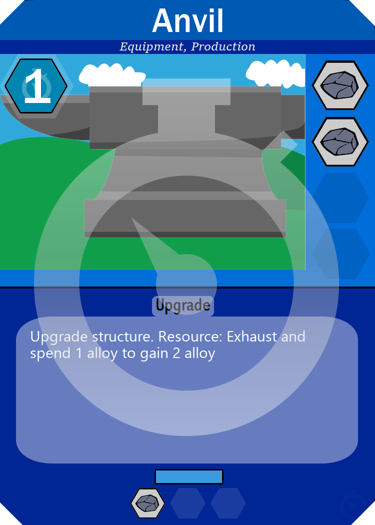 Anvil
Equipment, Production
1
Upgrade
Upgrade structure. Resource: Exhaust and
spend 1 alloy to gain 2 alloy